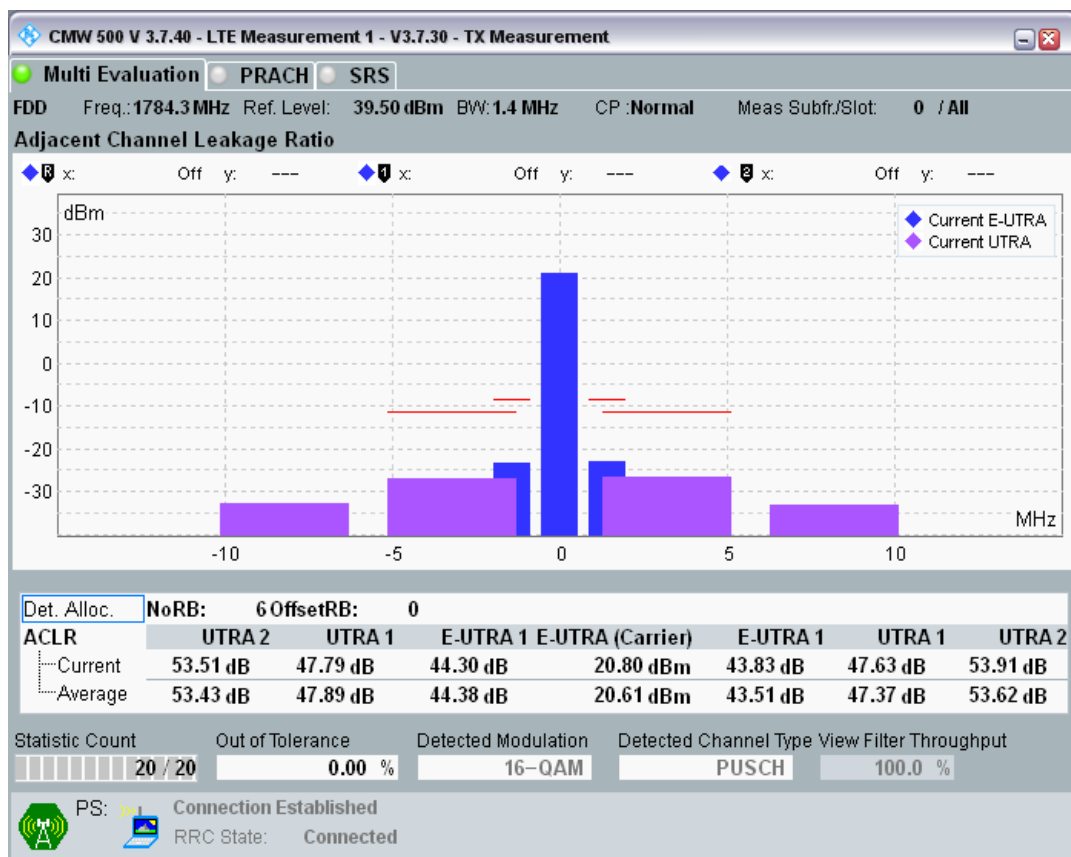 CMW 500 V 3.7.40 - LTE Measurement 1 - V3.7.30 - TX Measurement
Multi Evaluation PRACH SRS
FDD Freq.: 1784.3 MHz Ref. Level: 39.50 dBm BW: 1.4 MHz CP : Normal Meas Subfr./Slot: 0 / All
Adjacent Channel Leakage Ratio
R x: Off y: --- 1 x: Off y: --- 2 x: Off y: ---
dBm
Current E-UTRA
Current UTRA
30
20
10
0
-10
-20
-30
MHz
-10 -5 0 5 10
Det. Alloc. NoRB: 6 OffsetRB: 0
ACLR UTRA 2 UTRA 1 E-UTRA 1 E-UTRA (Carrier) E-UTRA 1 UTRA 1 UTRA 2
Current 53.51 dB 47.79 dB 44.30 dB 20.80 dBm 43.83 dB 47.63 dB 53.91 dB
Average 53.43 dB 47.89 dB 44.38 dB 20.61 dBm 43.51 dB 47.37 dB 53.62 dB
Statistic Count Out of Tolerance Detected Modulation Detected Channel Type View Filter Throughput
20 / 20 0.00 % 16-QAM PUSCH 100.0 %
PS: Connection Established
RRC State: Connected